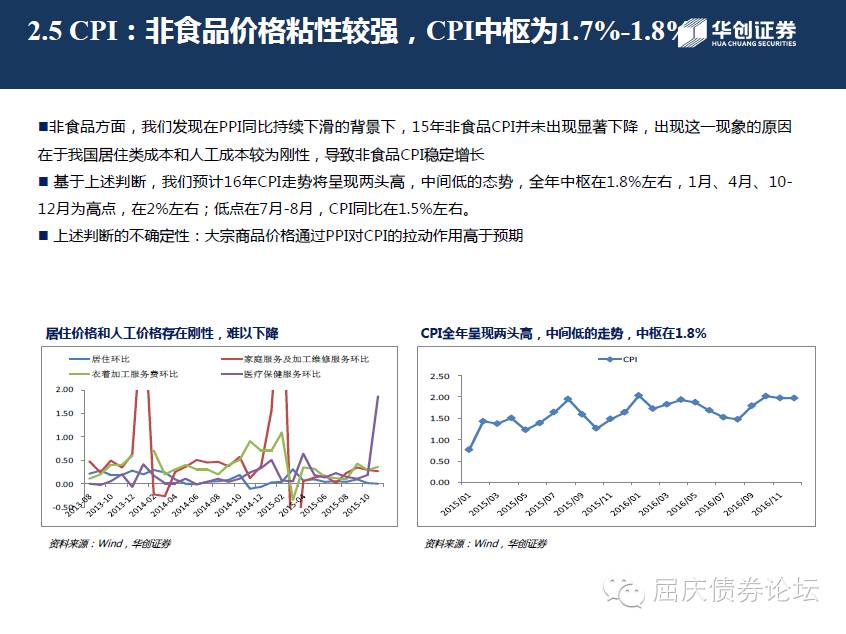 2.5 CPI：非食品价格粘性较强，CPI中枢为1.7%-1.8%
华创证券
HUA CHUANG SECURITIES
■非食品方面，我们发现在PPI同比持续下滑的背景下，15年非食品CPI并未出现显著下降，出现这一现象的原因
在于我国居住类成本和人工成本较为刚性，导致非食品CPI稳定增长
■ 基于上述判断，我们预计16年CPI走势将呈现两头高，中间低的态势，全年中枢在1.8%左右，1月、4月、10-
12月为高点，在2%左右；低点在7月-8月，CPI同比在1.5%左右。
■ 上述判断的不确定性：大宗商品价格通过PPI对CPI的拉动作用高于预期
居住价格和人工价格存在刚性，难以下降
居住环比
家庭服务及加工维修服务环比
衣着加工服务费环比
医疗保健服务环比
2.00
1.50
1.00
0.50
0.00
-0.50
2013-08
2013-10
2013-12
2014-02
2014-04
2014-06
2014-08
2014-10
2014-12
2015-02
2015-04
2015-06
2015-08
2015-10
资料来源：Wind，华创证券
CPI全年呈现两头高，中间低的走势，中枢在1.8%
CPI
2.50
2.00
1.50
1.00
0.50
0.00
2015/01
2015/03
2015/05
2015/07
2015/09
2015/11
2016/01
2016/03
2016/05
2016/07
2016/09
2016/11
资料来源：Wind，华创证券
屈庆债券论坛